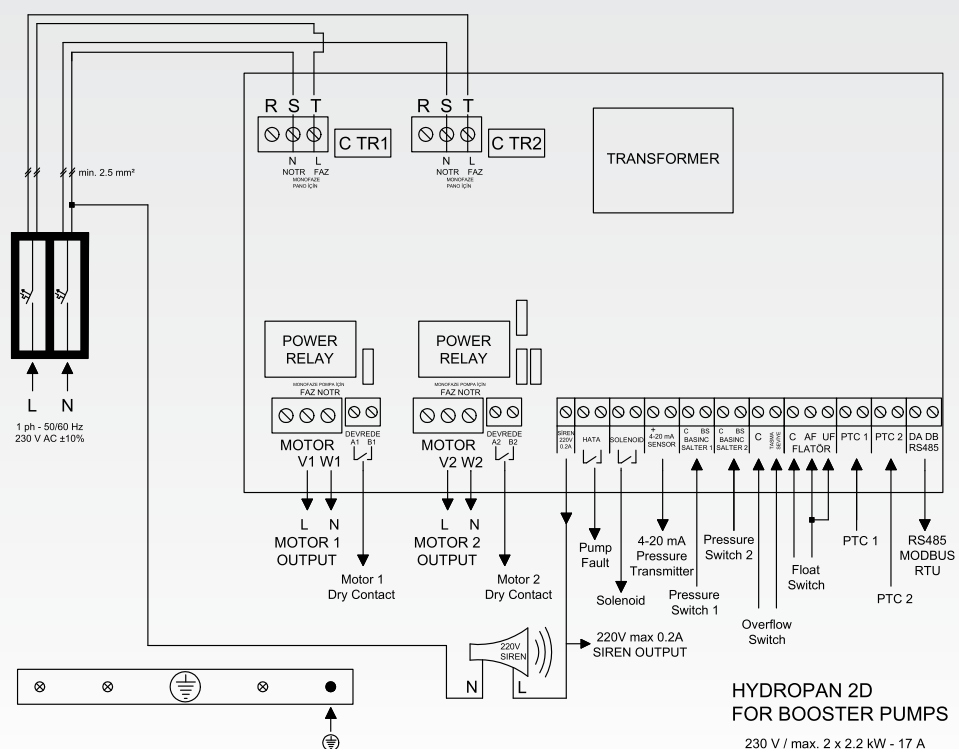 R S T
C TR1
N L
NOTR FAZ
MONOFAZE
PANO İÇİN
R S T
C TR2
N L
NOTR FAZ
MONOFAZE
PANO İÇİN
TRANSFORMER
min. 2.5 mm²
L N
1 ph - 50/60 Hz
230 V AC ±10%
POWER
RELAY
MONOFAZE POMPA İÇİN
FAZ NOTR
MOTOR
V1 W1
DEVREDE
A1 B1
POWER
RELAY
MONOFAZE POMPA İÇİN
FAZ NOTR
MOTOR
V2 W2
DEVREDE
A2 B2
SİREN
220V
0.2A
HATA
SOLENOID
+
4-20 mA
SENSOR
C BS
BASINC
SALTER 1
C BS
BASINC
SALTER 2
C
TASMA
SEVIYE
C AF UF
FLATÖR
PTC 1
PTC 2
DA DB
RS485
L N
MOTOR 1
OUTPUT
Motor 1
Dry Contact
L N
MOTOR 2
OUTPUT
Motor 2
Dry Contact
Pump
Fault
Solenoid
4-20 mA
Pressure
Transmitter
Pressure
Switch 1
Pressure
Switch 2
Overflow
Switch
Float
Switch
PTC 1
PTC 2
RS485
MODBUS
RTU
220V
SIREN
N L
220V max 0.2A
SIREN OUTPUT
HYDROPAN 2D
FOR BOOSTER PUMPS
230 V / max. 2 x 2.2 kW - 17 A